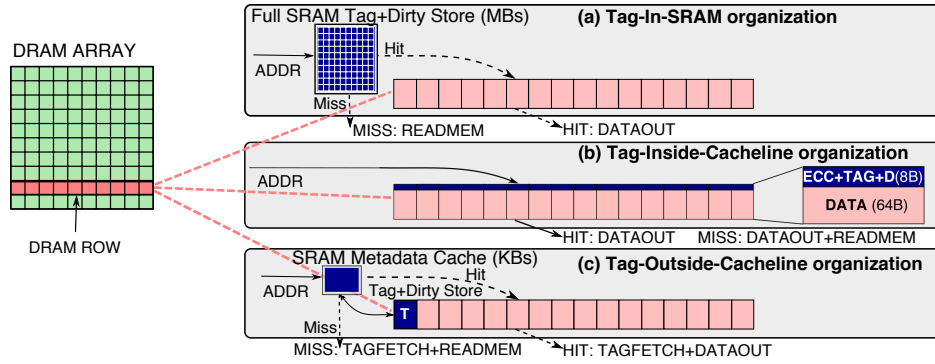 Full SRAM Tag+Dirty Store (MBs)
(a) Tag-In-SRAM organization
DRAM ARRAY
ADDR
Hit
Miss
MISS: READMEM
HIT: DATAOUT
(b) Tag-Inside-Cacheline organization
ADDR
ECC+TAG+D(8B)
DATA (64B)
DRAM ROW
HIT: DATAOUT
MISS: DATAOUT+READMEM
SRAM Metadata Cache (KBs)
(c) Tag-Outside-Cacheline organization
Hit
ADDR
Tag+Dirty Store
T
Miss
MISS: TAGFETCH+READMEM
HIT: TAGFETCH+DATAOUT